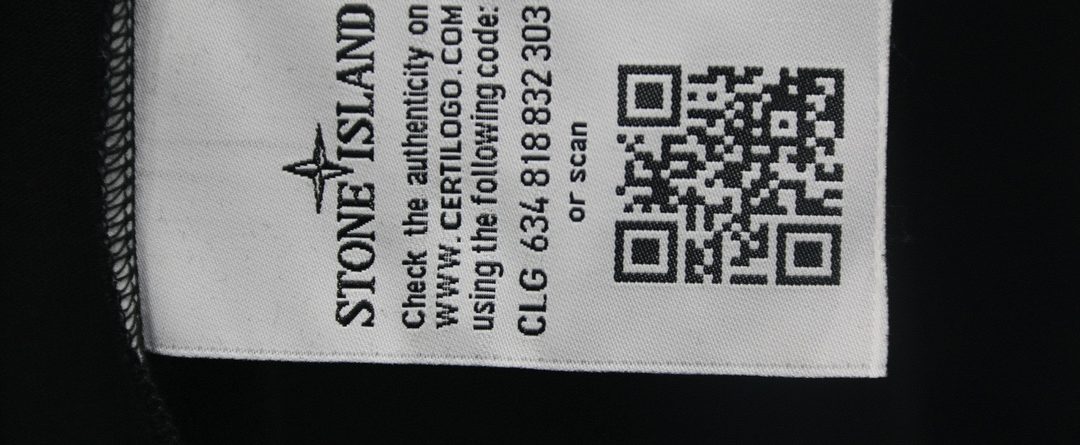 STONE ISLAND
Check the authenticity on
WWW.CERTILOGO.COM
using the following code:
CLG 634 818 832 303
or scan